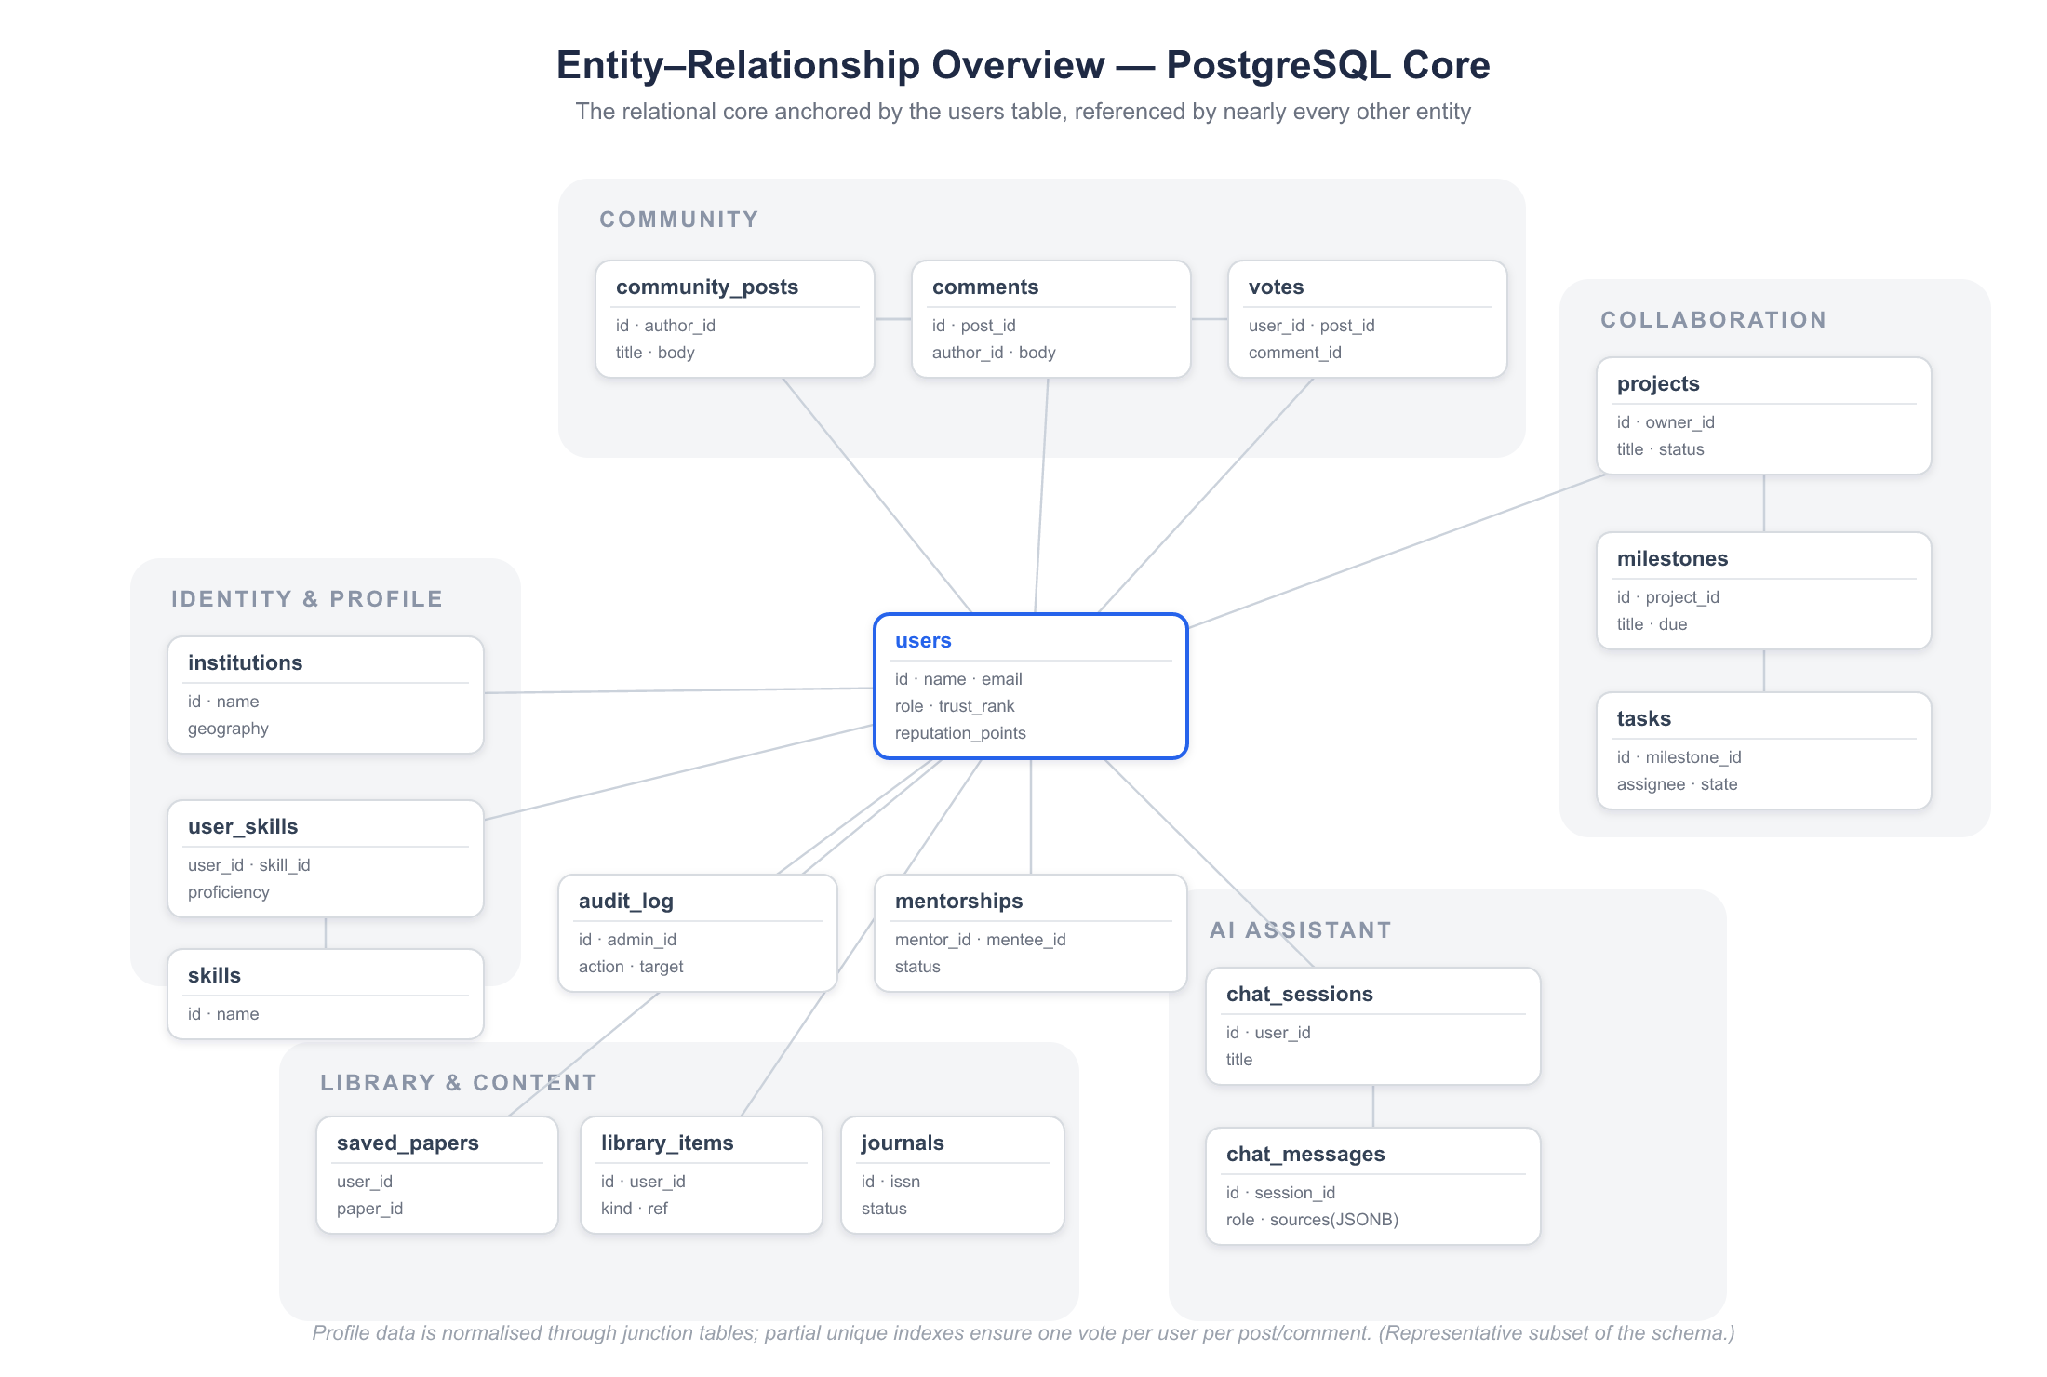 Entity–Relationship Overview — PostgreSQL Core
The relational core anchored by the users table, referenced by nearly every other entity
COMMUNITY
community_posts
id · author_id
title · body
comments
id · post_id
author_id · body
votes
user_id · post_id
comment_id
COLLABORATION
projects
id · owner_id
title · status
milestones
id · project_id
title · due
tasks
id · milestone_id
assignee · state
IDENTITY & PROFILE
institutions
id · name
geography
user_skills
user_id · skill_id
proficiency
skills
id · name
users
id · name · email
role · trust_rank
reputation_points
audit_log
id · admin_id
action · target
mentorships
mentor_id · mentee_id
status
AI ASSISTANT
chat_sessions
id · user_id
title
chat_messages
id · session_id
role · sources(JSONB)
LIBRARY & CONTENT
saved_papers
user_id
paper_id
library_items
id · user_id
kind · ref
journals
id · issn
status
Profile data is normalised through junction tables; partial unique indexes ensure one vote per user per post/comment. (Representative subset of the schema.)